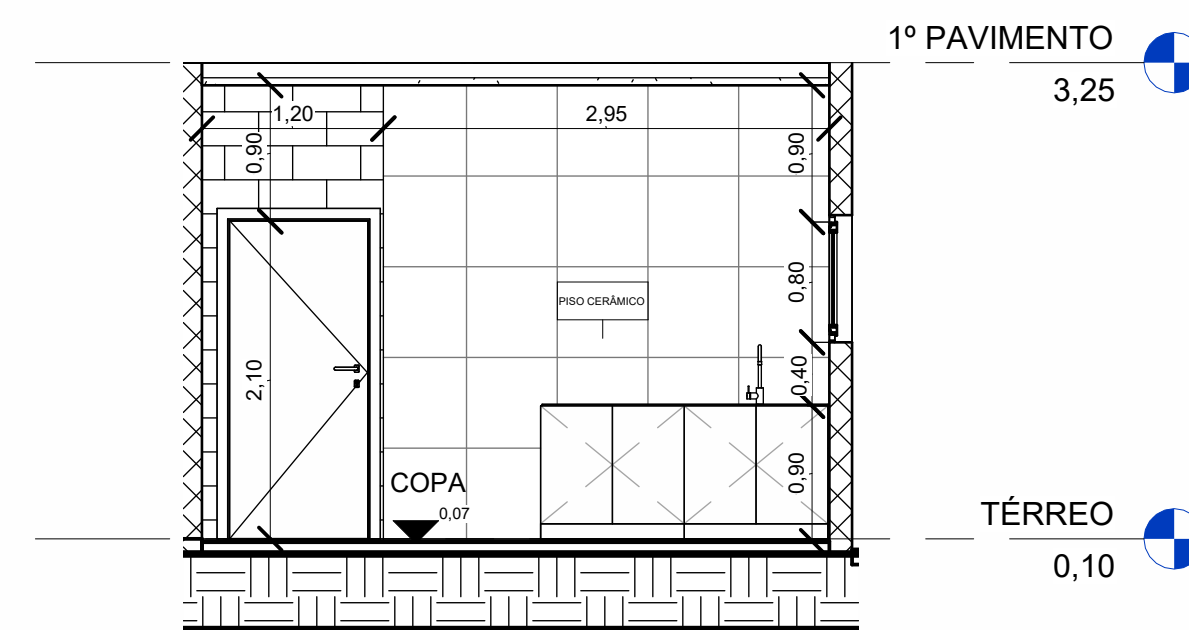 1º PAVIMENTO
3,25
1,20
2,95
0,90
0,90
0,80
PISO CERÂMICO
2,10
0,40
0,90
COPA
0,07
TÉRREO
0,10